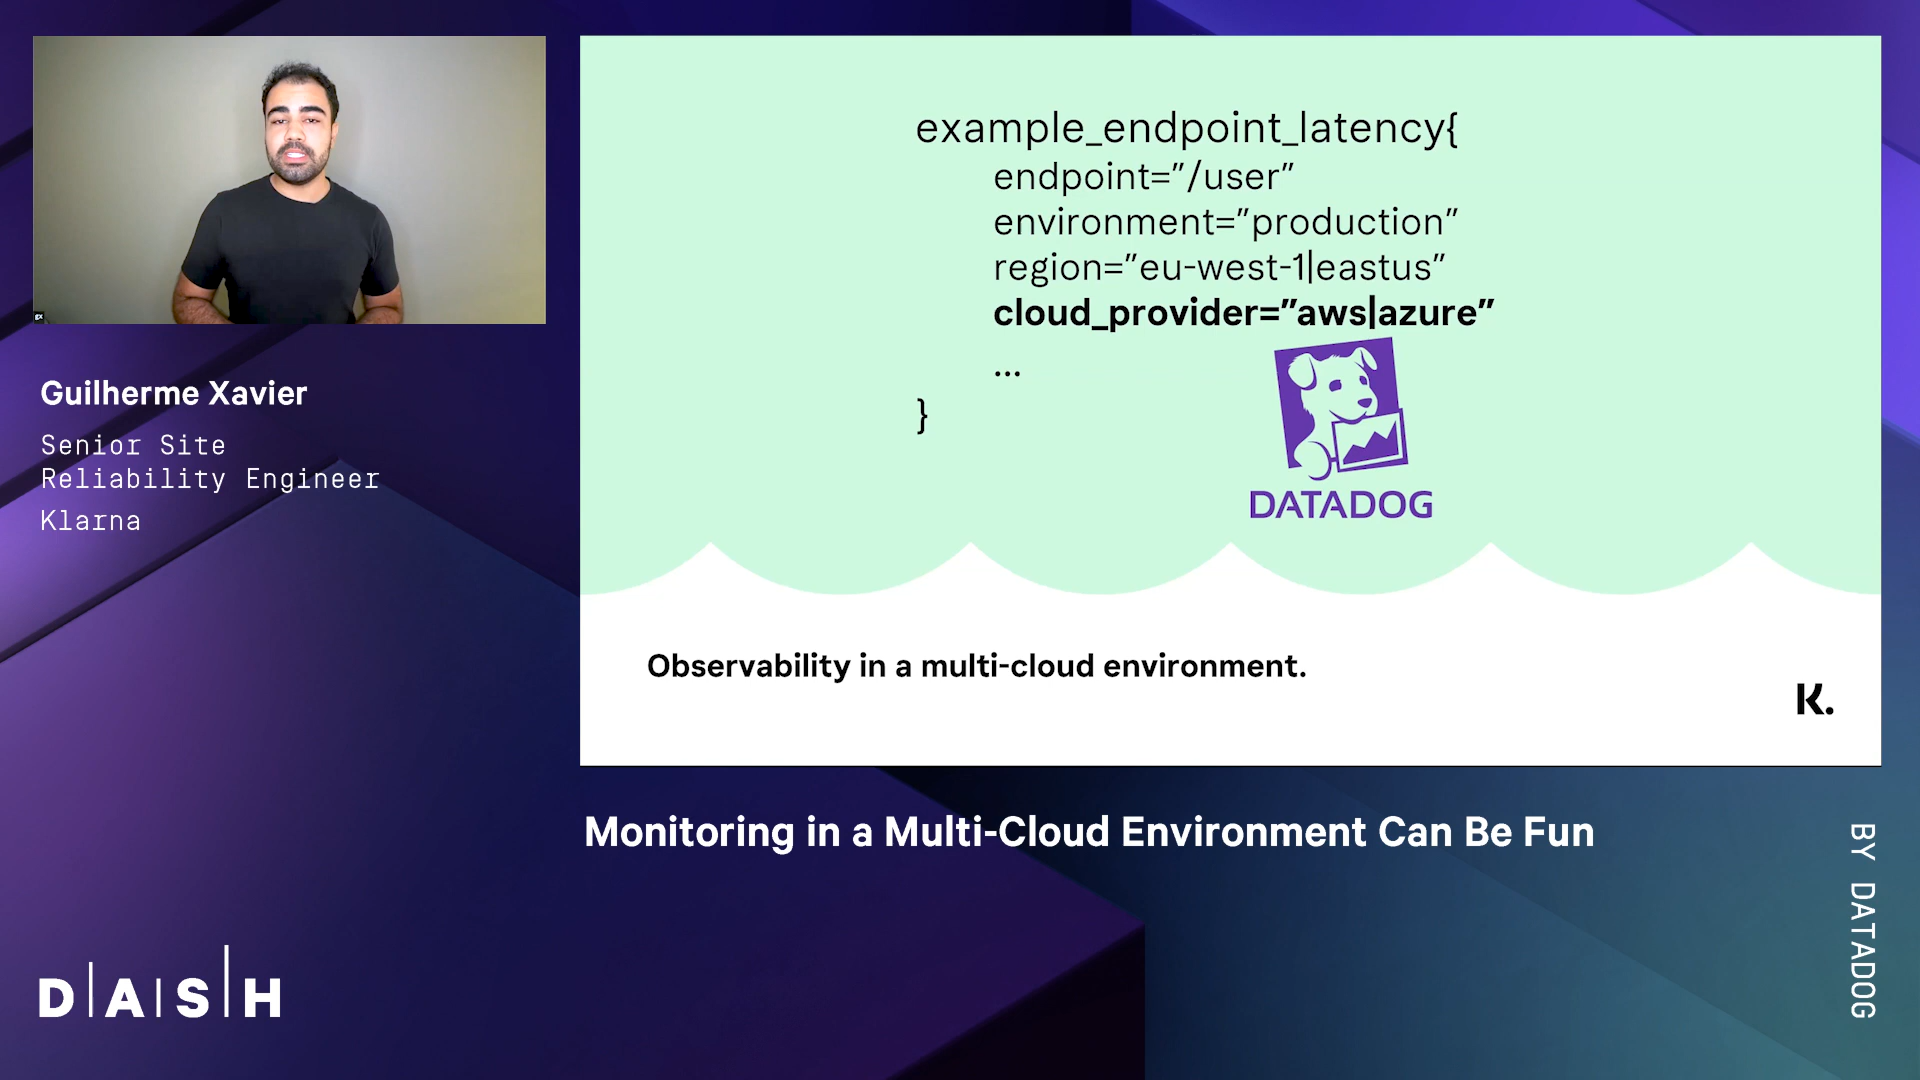 gx
Guilherme Xavier
Senior Site
Reliability Engineer
Klarna
example_endpoint_latency{
endpoint=”/user”
environment=”production”
region=”eu-west-1|eastus”
cloud_provider=”aws|azure”
...
}
DATADOG
Observability in a multi-cloud environment.
K.
Monitoring in a Multi-Cloud Environment Can Be Fun
D|A|S|H
BY DATADOG